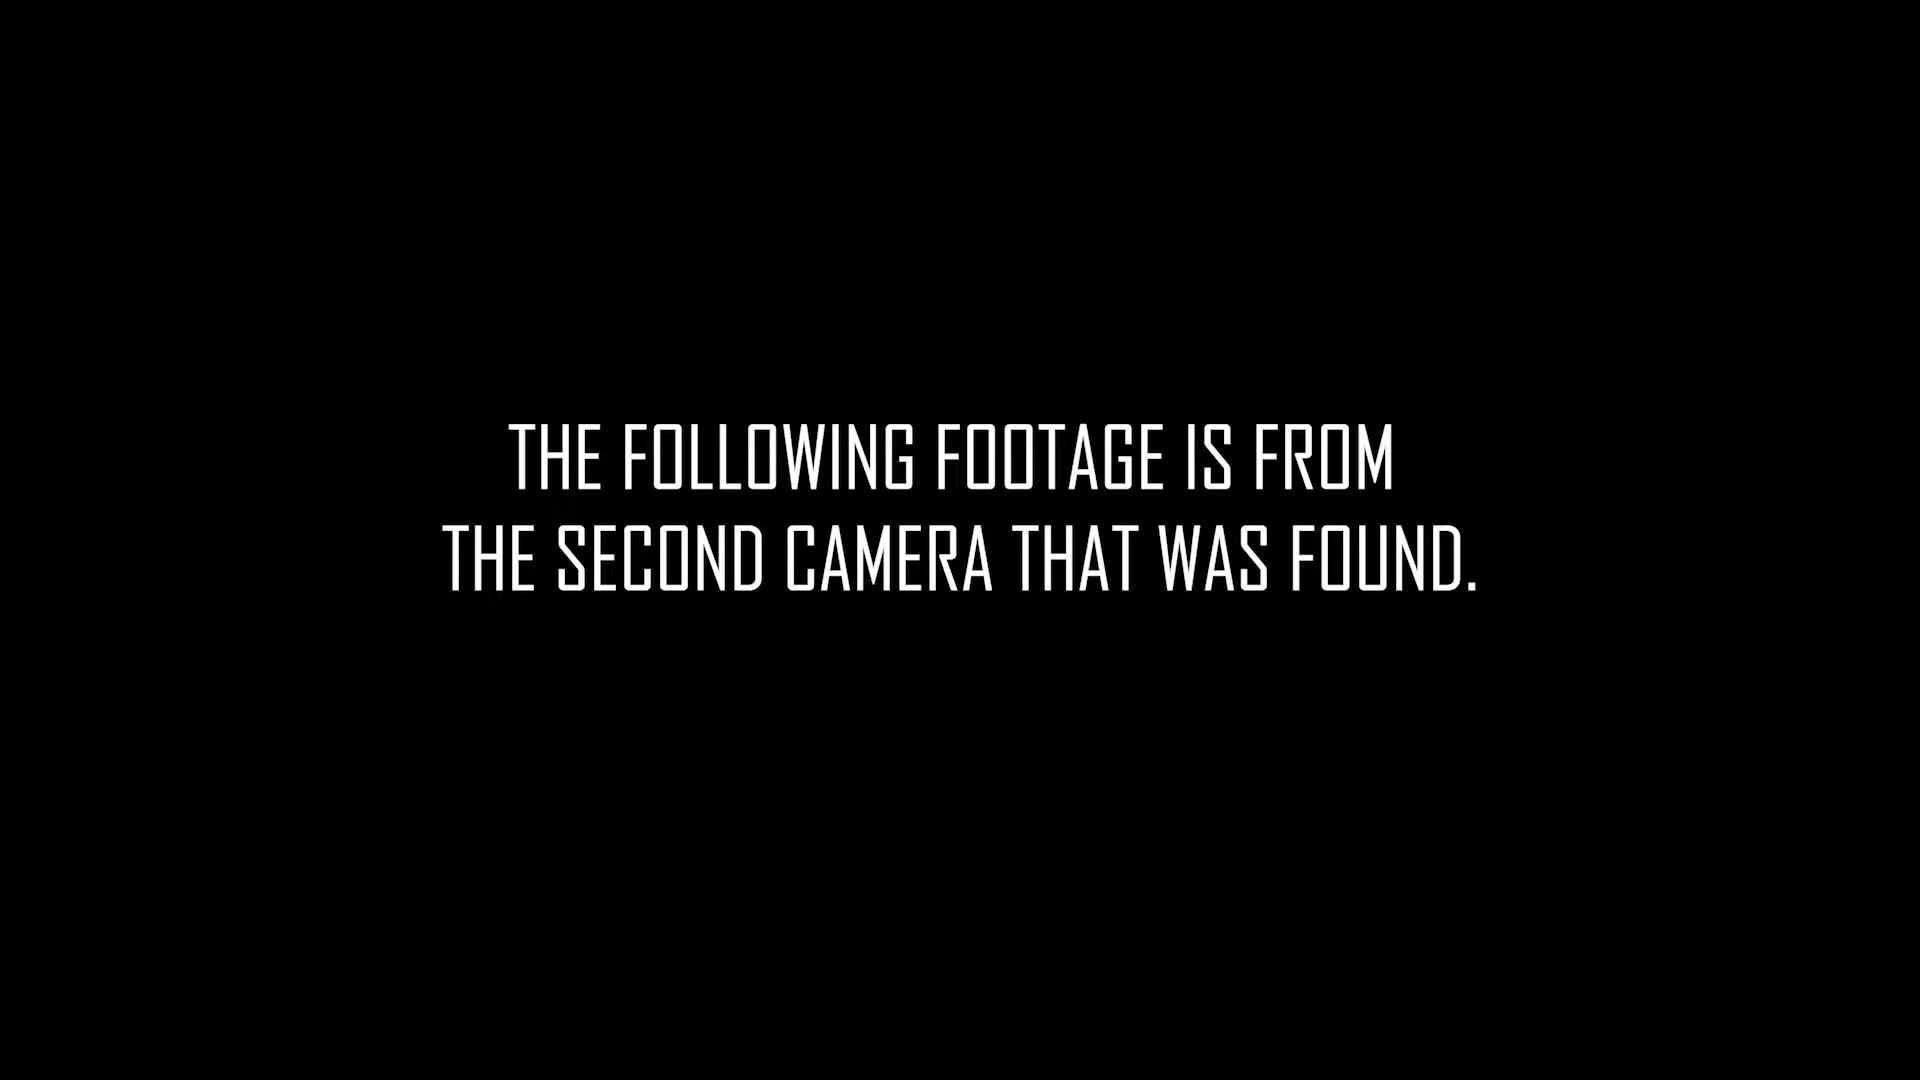 THE FOLLOWING FOOTAGE IS FROM
THE SECOND CAMERA THAT WAS FOUND.